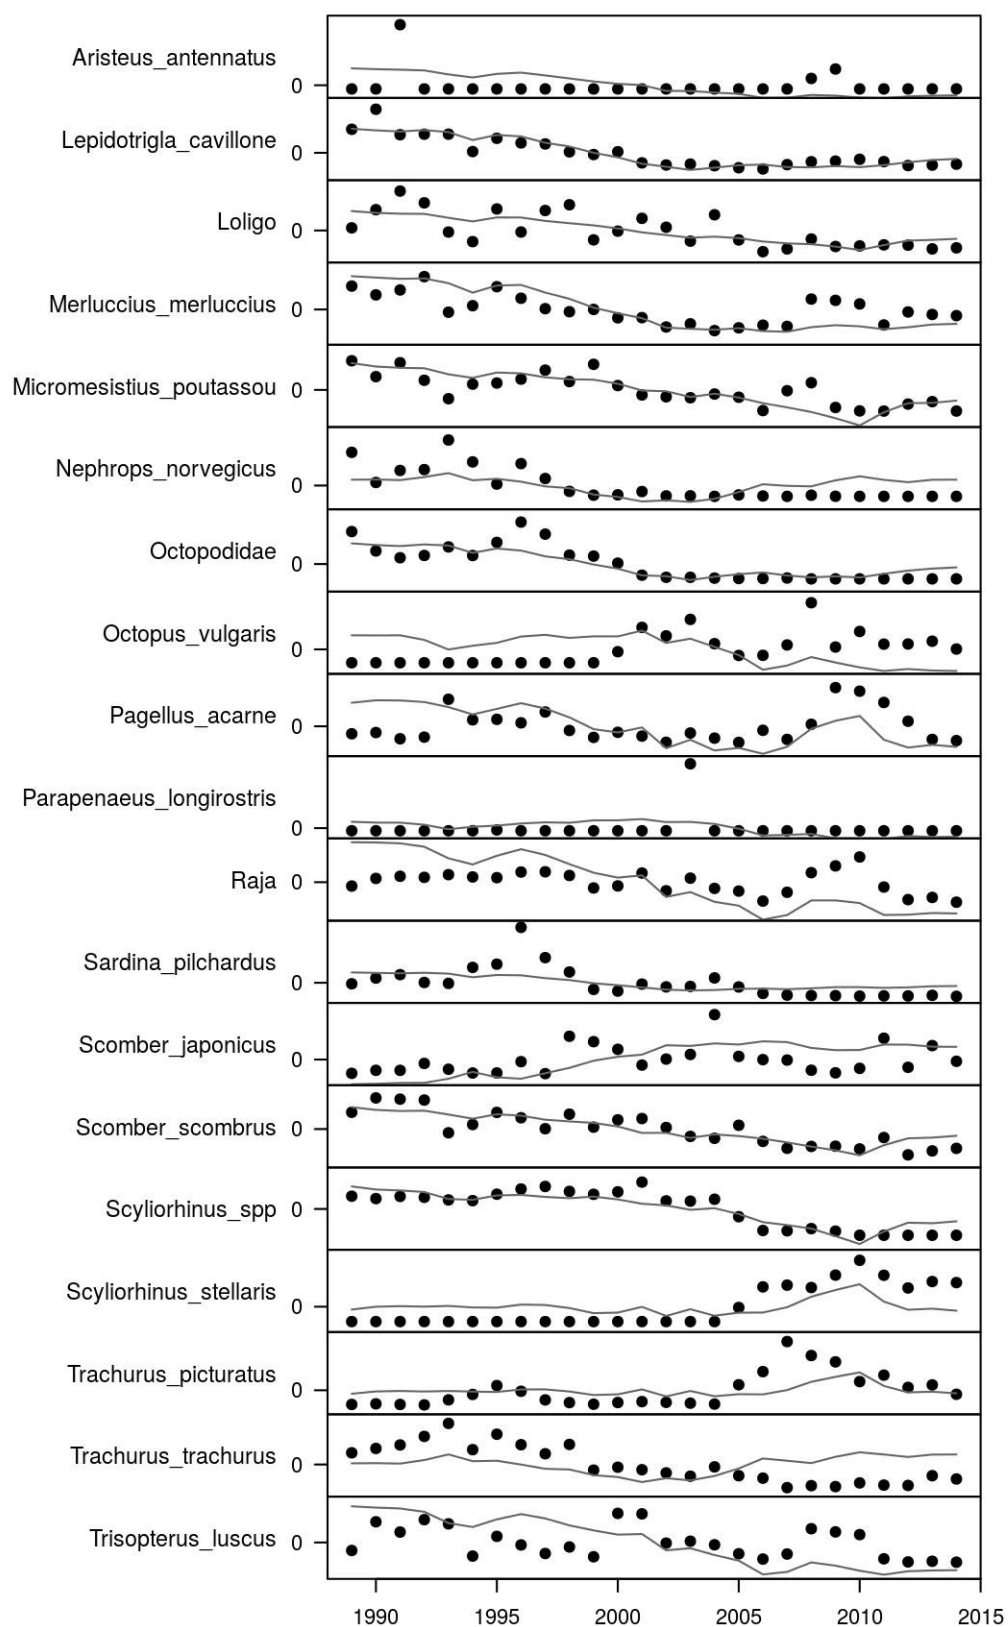 Aristeus_antennatus 0
Lepidotrigla_cavillone 0
Loligo 0
Merluccius_merluccius 0
Micromesistius_poutassou 0
Nephrops_norvegicus 0
Octopodidae 0
Octopus_vulgaris 0
Pagellus_acarne 0
Parapenaeus_longirostris 0
Raja 0
Sardina_pilchardus 0
Scomber_japonicus 0
Scomber_scombrus 0
Scyliorhinus_spp 0
Scyliorhinus_stellaris 0
Trachurus_picturatus 0
Trachurus_trachurus 0
Trisopterus_luscus 0
1990 1995 2000 2005 2010 2015